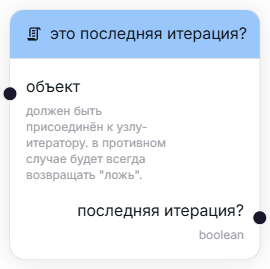 это последняя итерация?
объект
должен быть
присоединён к узлу-
итератору. в противном
случае будет всегда
возвращать "ложь".
последняя итерация?
boolean